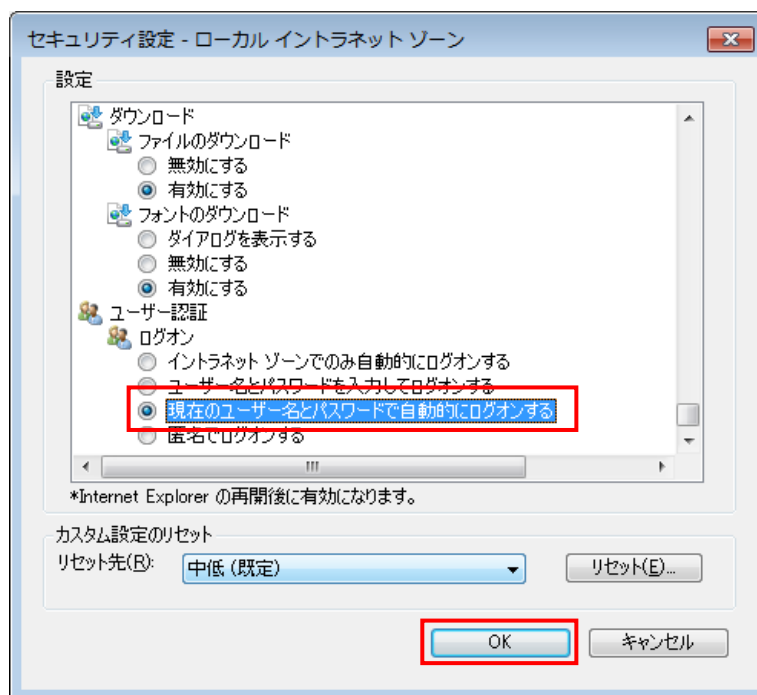 セキュリティ設定 - ローカル イントラネット ゾーン
設定
ダウンロード
ファイルのダウンロード
無効にする
有効にする
フォントのダウンロード
ダイアログを表示する
無効にする
有効にする
ユーザー認証
ログオン
イントラネット ゾーンでのみ自動的にログオンする
ユーザー名とパスワードを入力してログオンする
現在のユーザー名とパスワードで自動的にログオンする
匿名でログオンする
*Internet Explorer の再開後に有効になります。
カスタム設定のリセット
リセット先(R): 中低 (既定) リセット(E)...
OK キャンセル